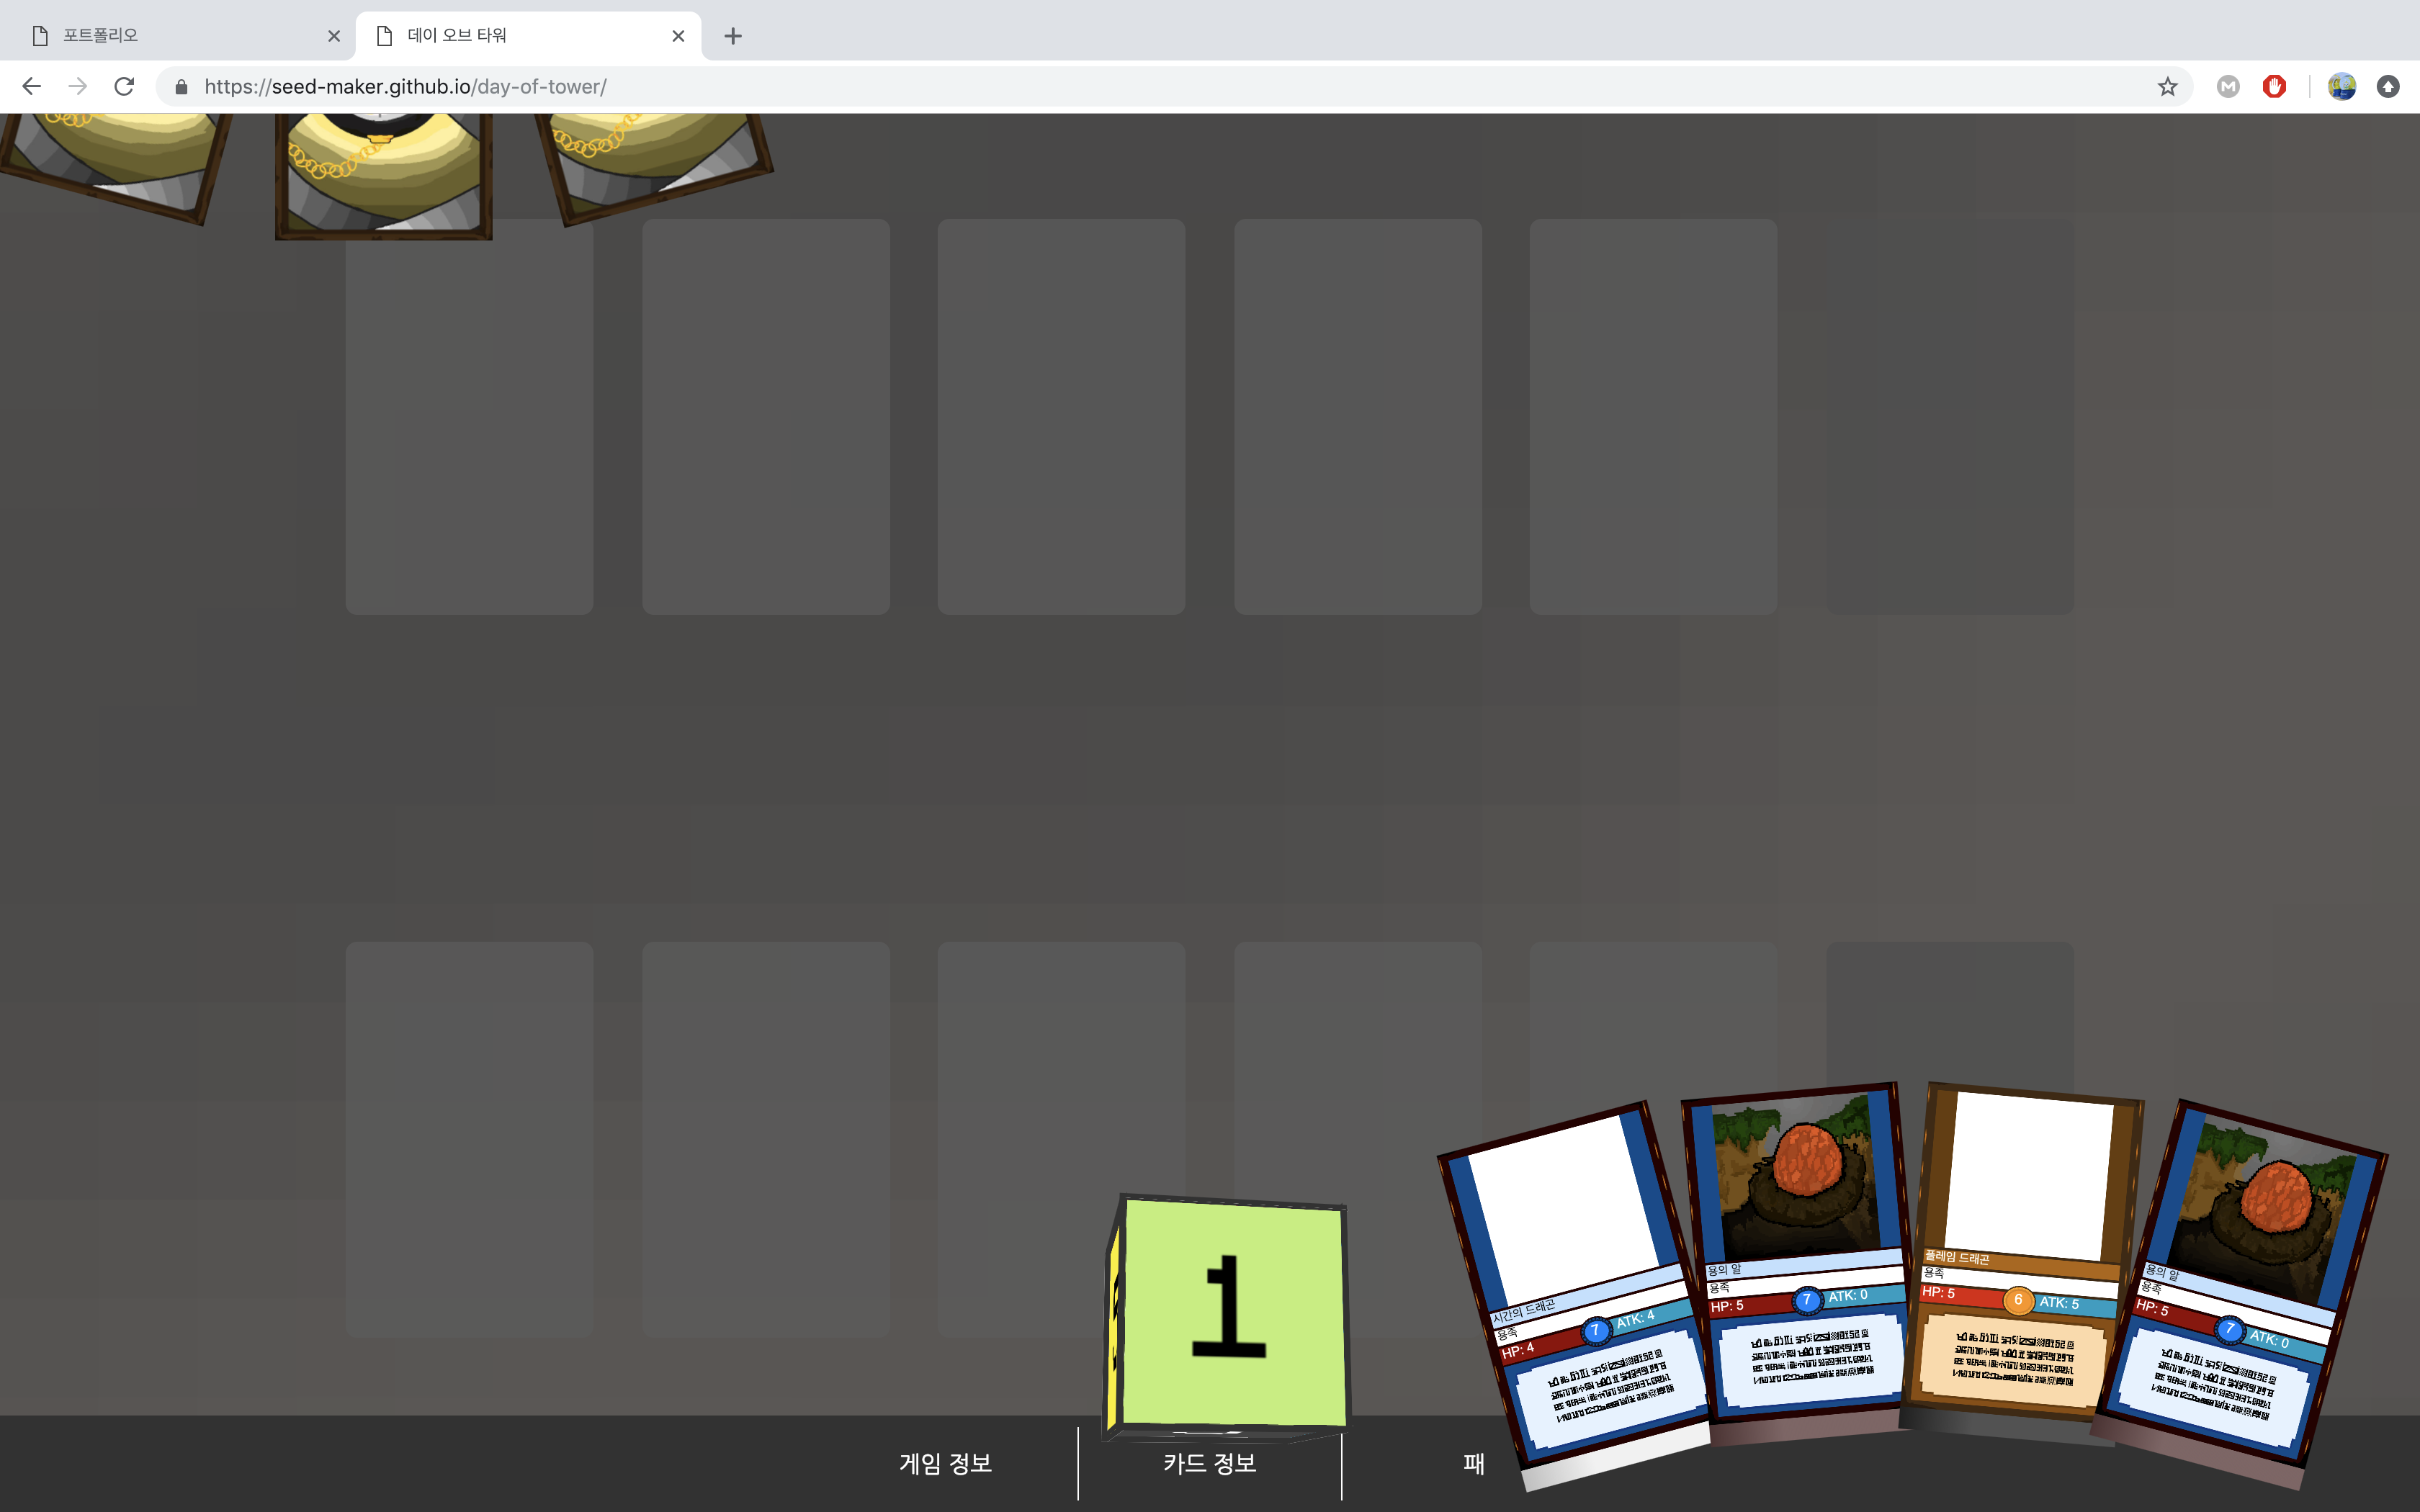 포트폴리오
데이 오브 타워
https://seed-maker.github.io/day-of-tower/
시간의 드래곤
용족
HP: 4
7
ATK: 4
용의 알
용족
HP: 5
7
ATK: 0
플레임 드래곤
용족
HP: 5
6
ATK: 5
용의 알
용족
HP: 5
7
ATK: 0
1
게임 정보
카드 정보
패